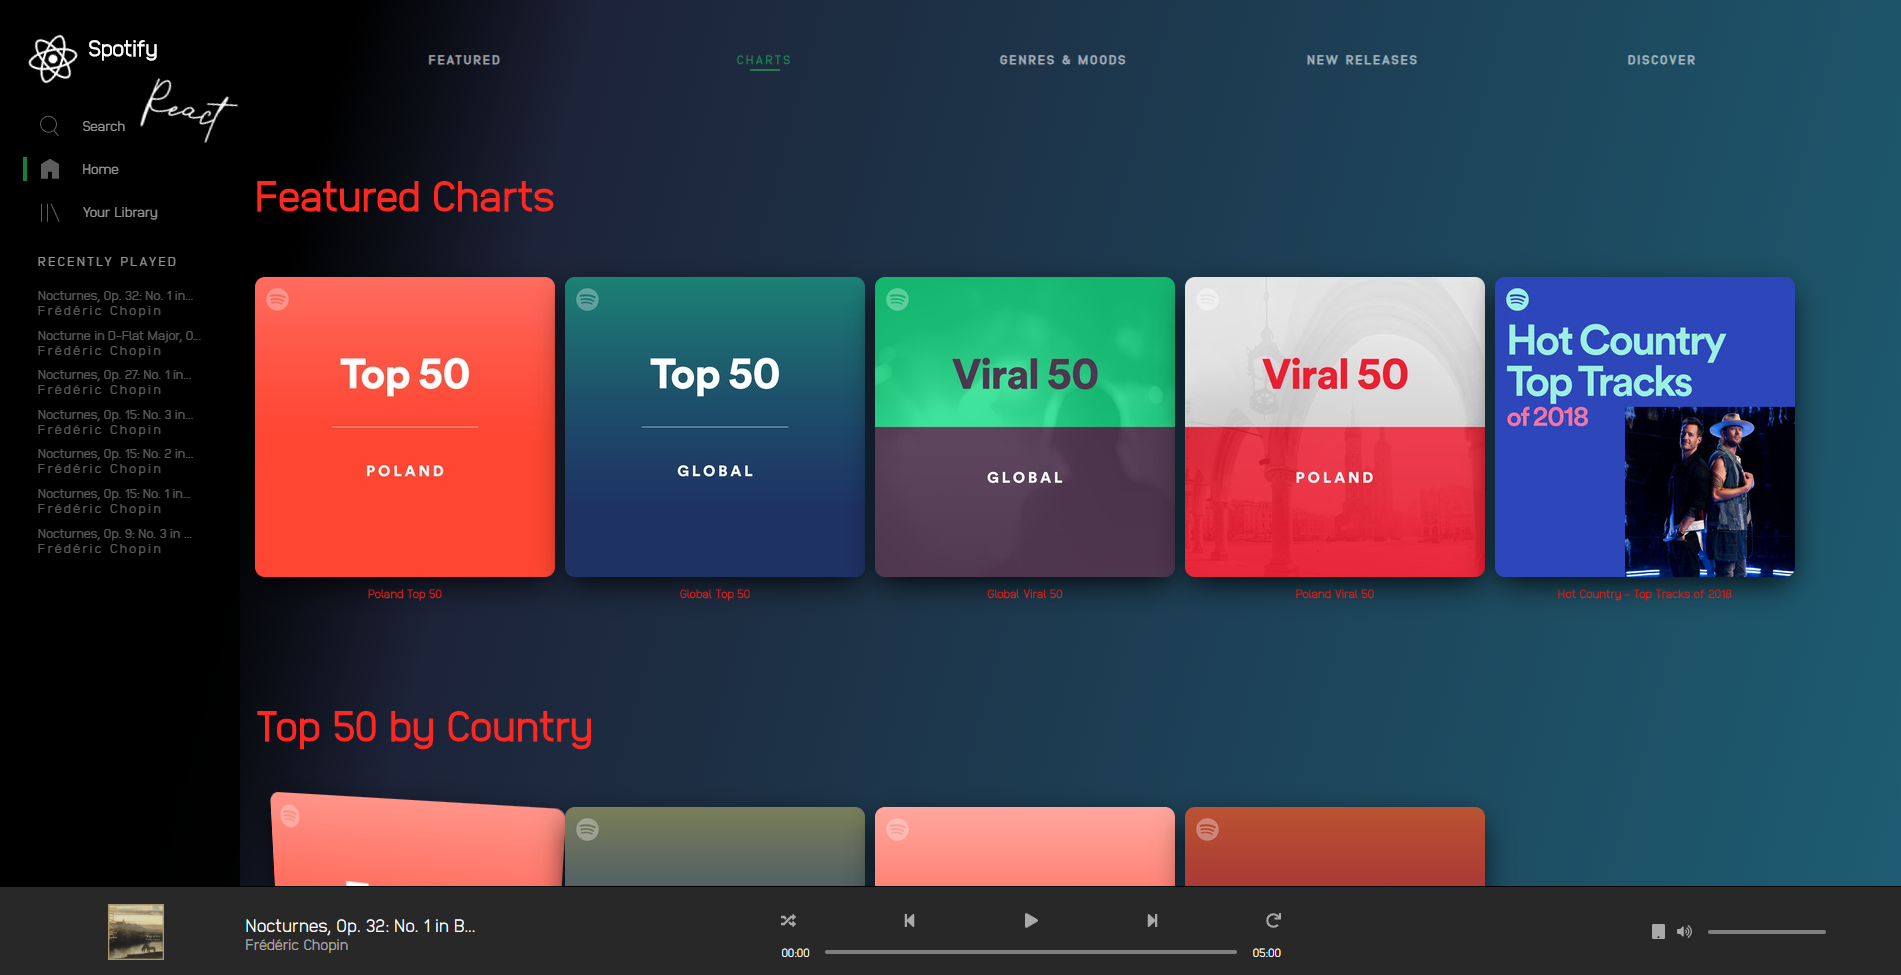 Spotify
React
Search
Home
Your Library
RECENTLY PLAYED
Nocturnes, Op. 32: No. 1 in...
Frédéric Chopin
Nocturne in D-Flat Major, O...
Frédéric Chopin
Nocturnes, Op. 27: No. 1 in...
Frédéric Chopin
Nocturnes, Op. 15: No. 3 in...
Frédéric Chopin
Nocturnes, Op. 15: No. 2 in...
Frédéric Chopin
Nocturnes, Op. 15: No. 1 in...
Frédéric Chopin
Nocturnes, Op. 9: No. 3 in ...
Frédéric Chopin
FEATURED
CHARTS
GENRES & MOODS
NEW RELEASES
DISCOVER
Featured Charts
Top 50
POLAND
Poland Top 50
Top 50
GLOBAL
Global Top 50
Viral 50
GLOBAL
Global Viral 50
Viral 50
POLAND
Poland Viral 50
Hot Country
Top Tracks
of 2018
Hot Country - Top Tracks of 2018
Top 50 by Country
Nocturnes, Op. 32: No. 1 in B...
Frédéric Chopin
00:00
05:00